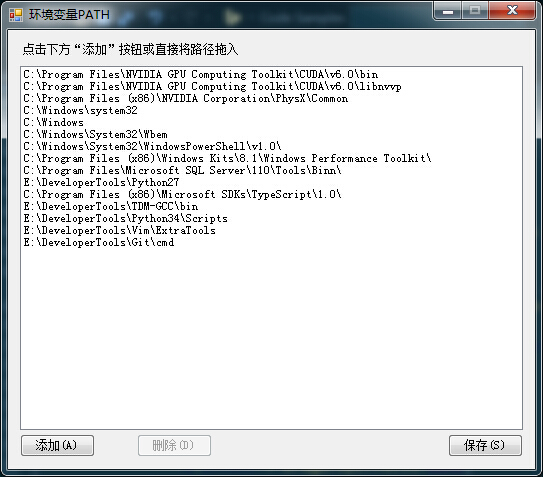 环境变量PATH
点击下方“添加”按钮或直接将路径拖入
C:\Program Files\NVIDIA GPU Computing Toolkit\CUDA\v6.0\bin
C:\Program Files\NVIDIA GPU Computing Toolkit\CUDA\v6.0\libnvvp
C:\Program Files (x86)\NVIDIA Corporation\PhysX\Common
C:\Windows\system32
C:\Windows
C:\Windows\System32\Wbem
C:\Windows\System32\WindowsPowerShell\v1.0\
C:\Program Files (x86)\Windows Kits\8.1\Windows Performance Toolkit\
C:\Program Files\Microsoft SQL Server\110\Tools\Binn\
E:\DeveloperTools\Python27
C:\Program Files (x86)\Microsoft SDKs\TypeScript\1.0\
E:\DeveloperTools\TDM-GCC\bin
E:\DeveloperTools\Python34\Scripts
E:\DeveloperTools\Vim\ExtraTools
E:\DeveloperTools\Git\cmd
添加(A) 删除(D) 保存(S)